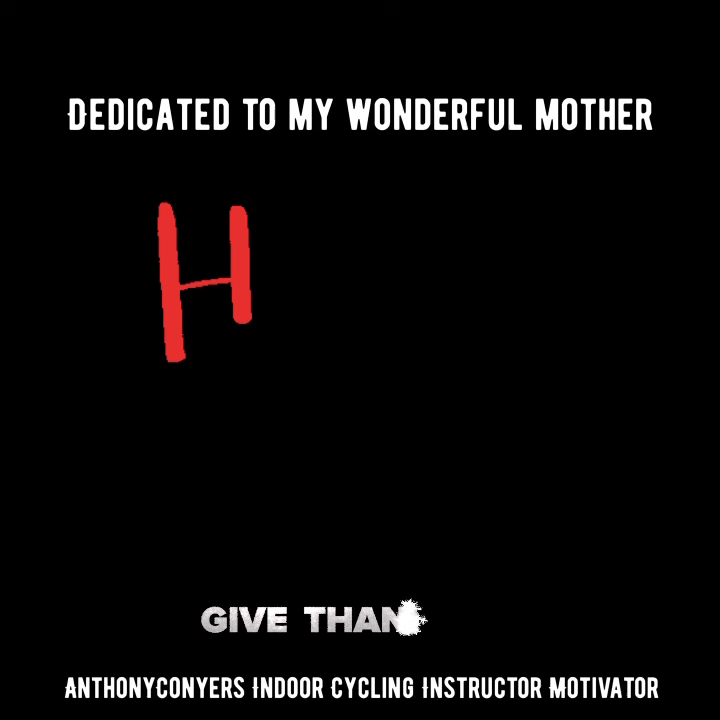 Dedicated to my Wonderful Mother
H
GIVE THAN
AnthonyConyers Indoor Cycling Instructor Motivator